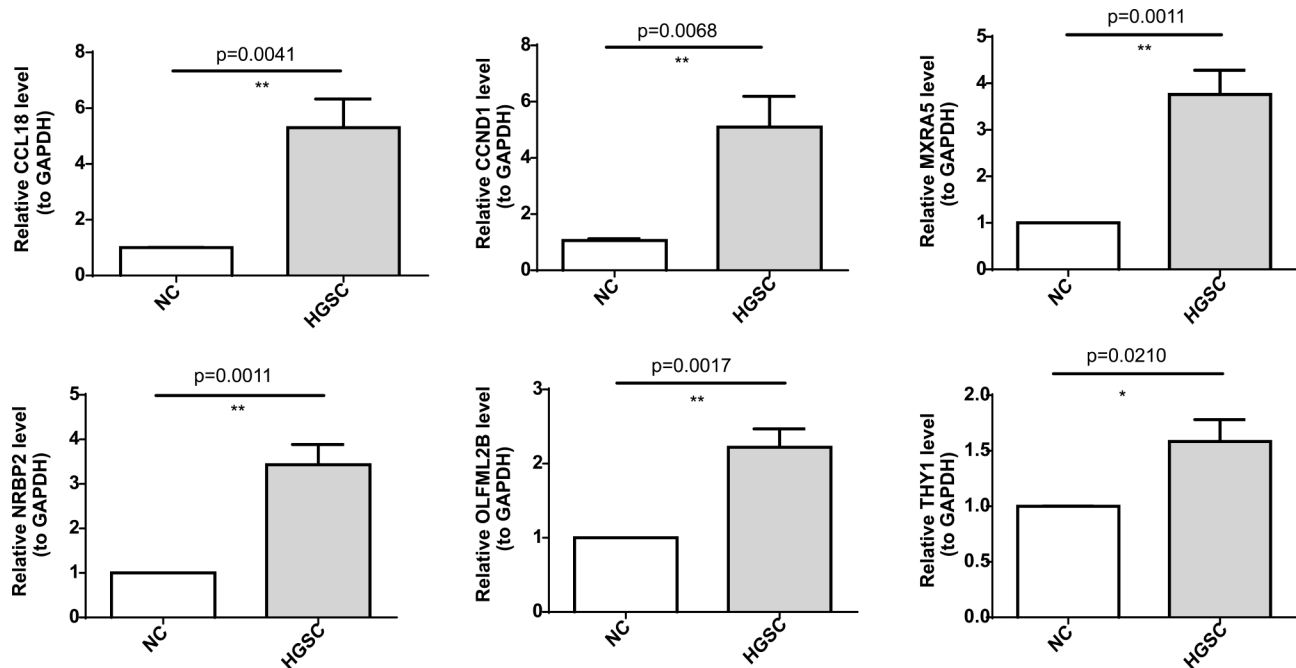 p=0.0041
**
Relative CCL18 level
(to GAPDH)
8
6
4
2
0
NC
HGSC
p=0.0068
**
Relative CCND1 level
(to GAPDH)
8
6
4
2
0
NC
HGSC
p=0.0011
**
Relative MXRA5 level
(to GAPDH)
5
4
3
2
1
0
NC
HGSC
p=0.0011
**
Relative NRBP2 level
(to GAPDH)
5
4
3
2
1
0
NC
HGSC
p=0.0017
**
Relative OLFML2B level
(to GAPDH)
3
2
1
0
NC
HGSC
p=0.0210
*
Relative THY1 level
(to GAPDH)
2.0
1.5
1.0
0.5
0.0
NC
HGSC